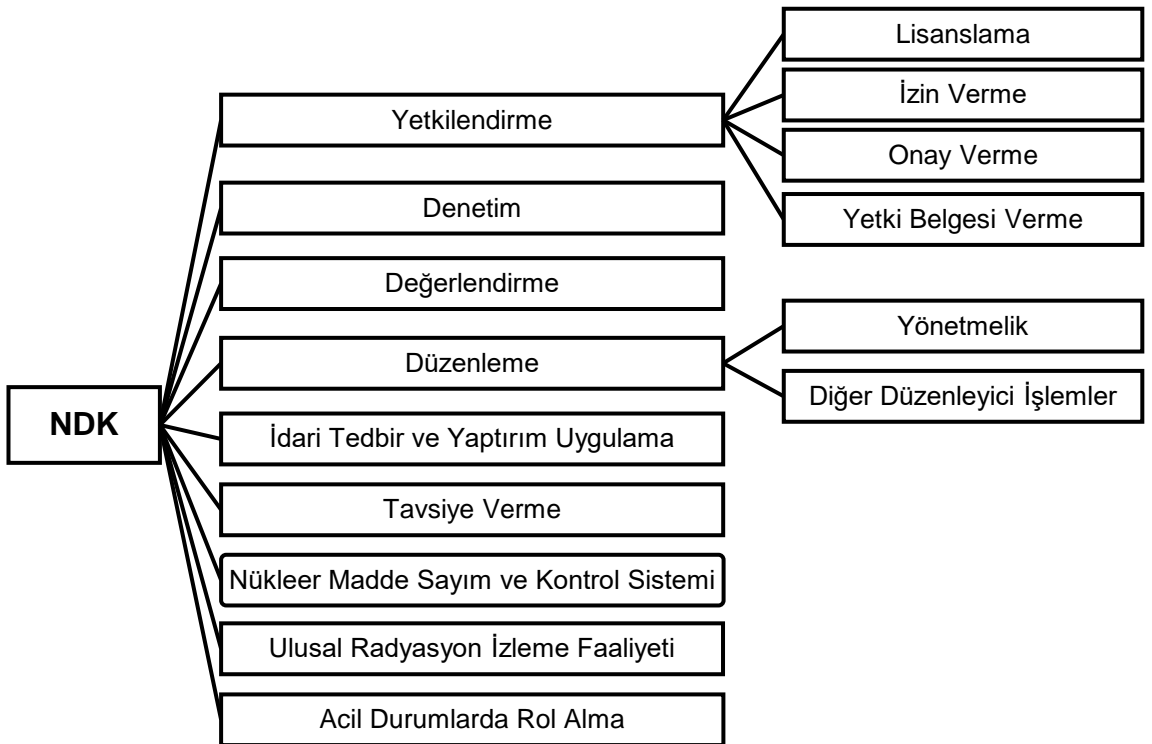 NDK
Yetkilendirme
Lisanslama
İzin Verme
Onay Verme
Yetki Belgesi Verme
Denetim
Değerlendirme
Düzenleme
Yönetmelik
Diğer Düzenleyici İşlemler
İdari Tedbir ve Yaptırım Uygulama
Tavsiye Verme
Nükleer Madde Sayım ve Kontrol Sistemi
Ulusal Radyasyon İzleme Faaliyeti
Acil Durumlarda Rol Alma